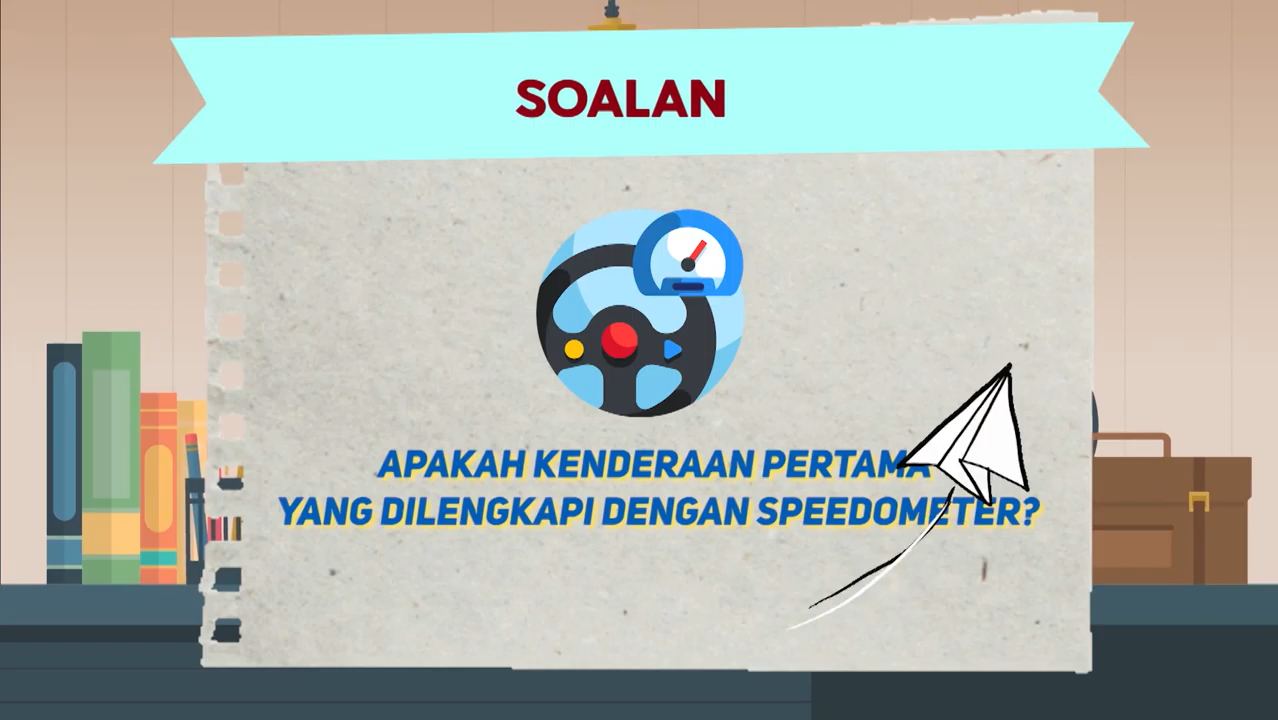 SOALAN
APAKAH KENDERAAN PERTAMA
YANG DILENGKAPI DENGAN SPEEDOMETER?